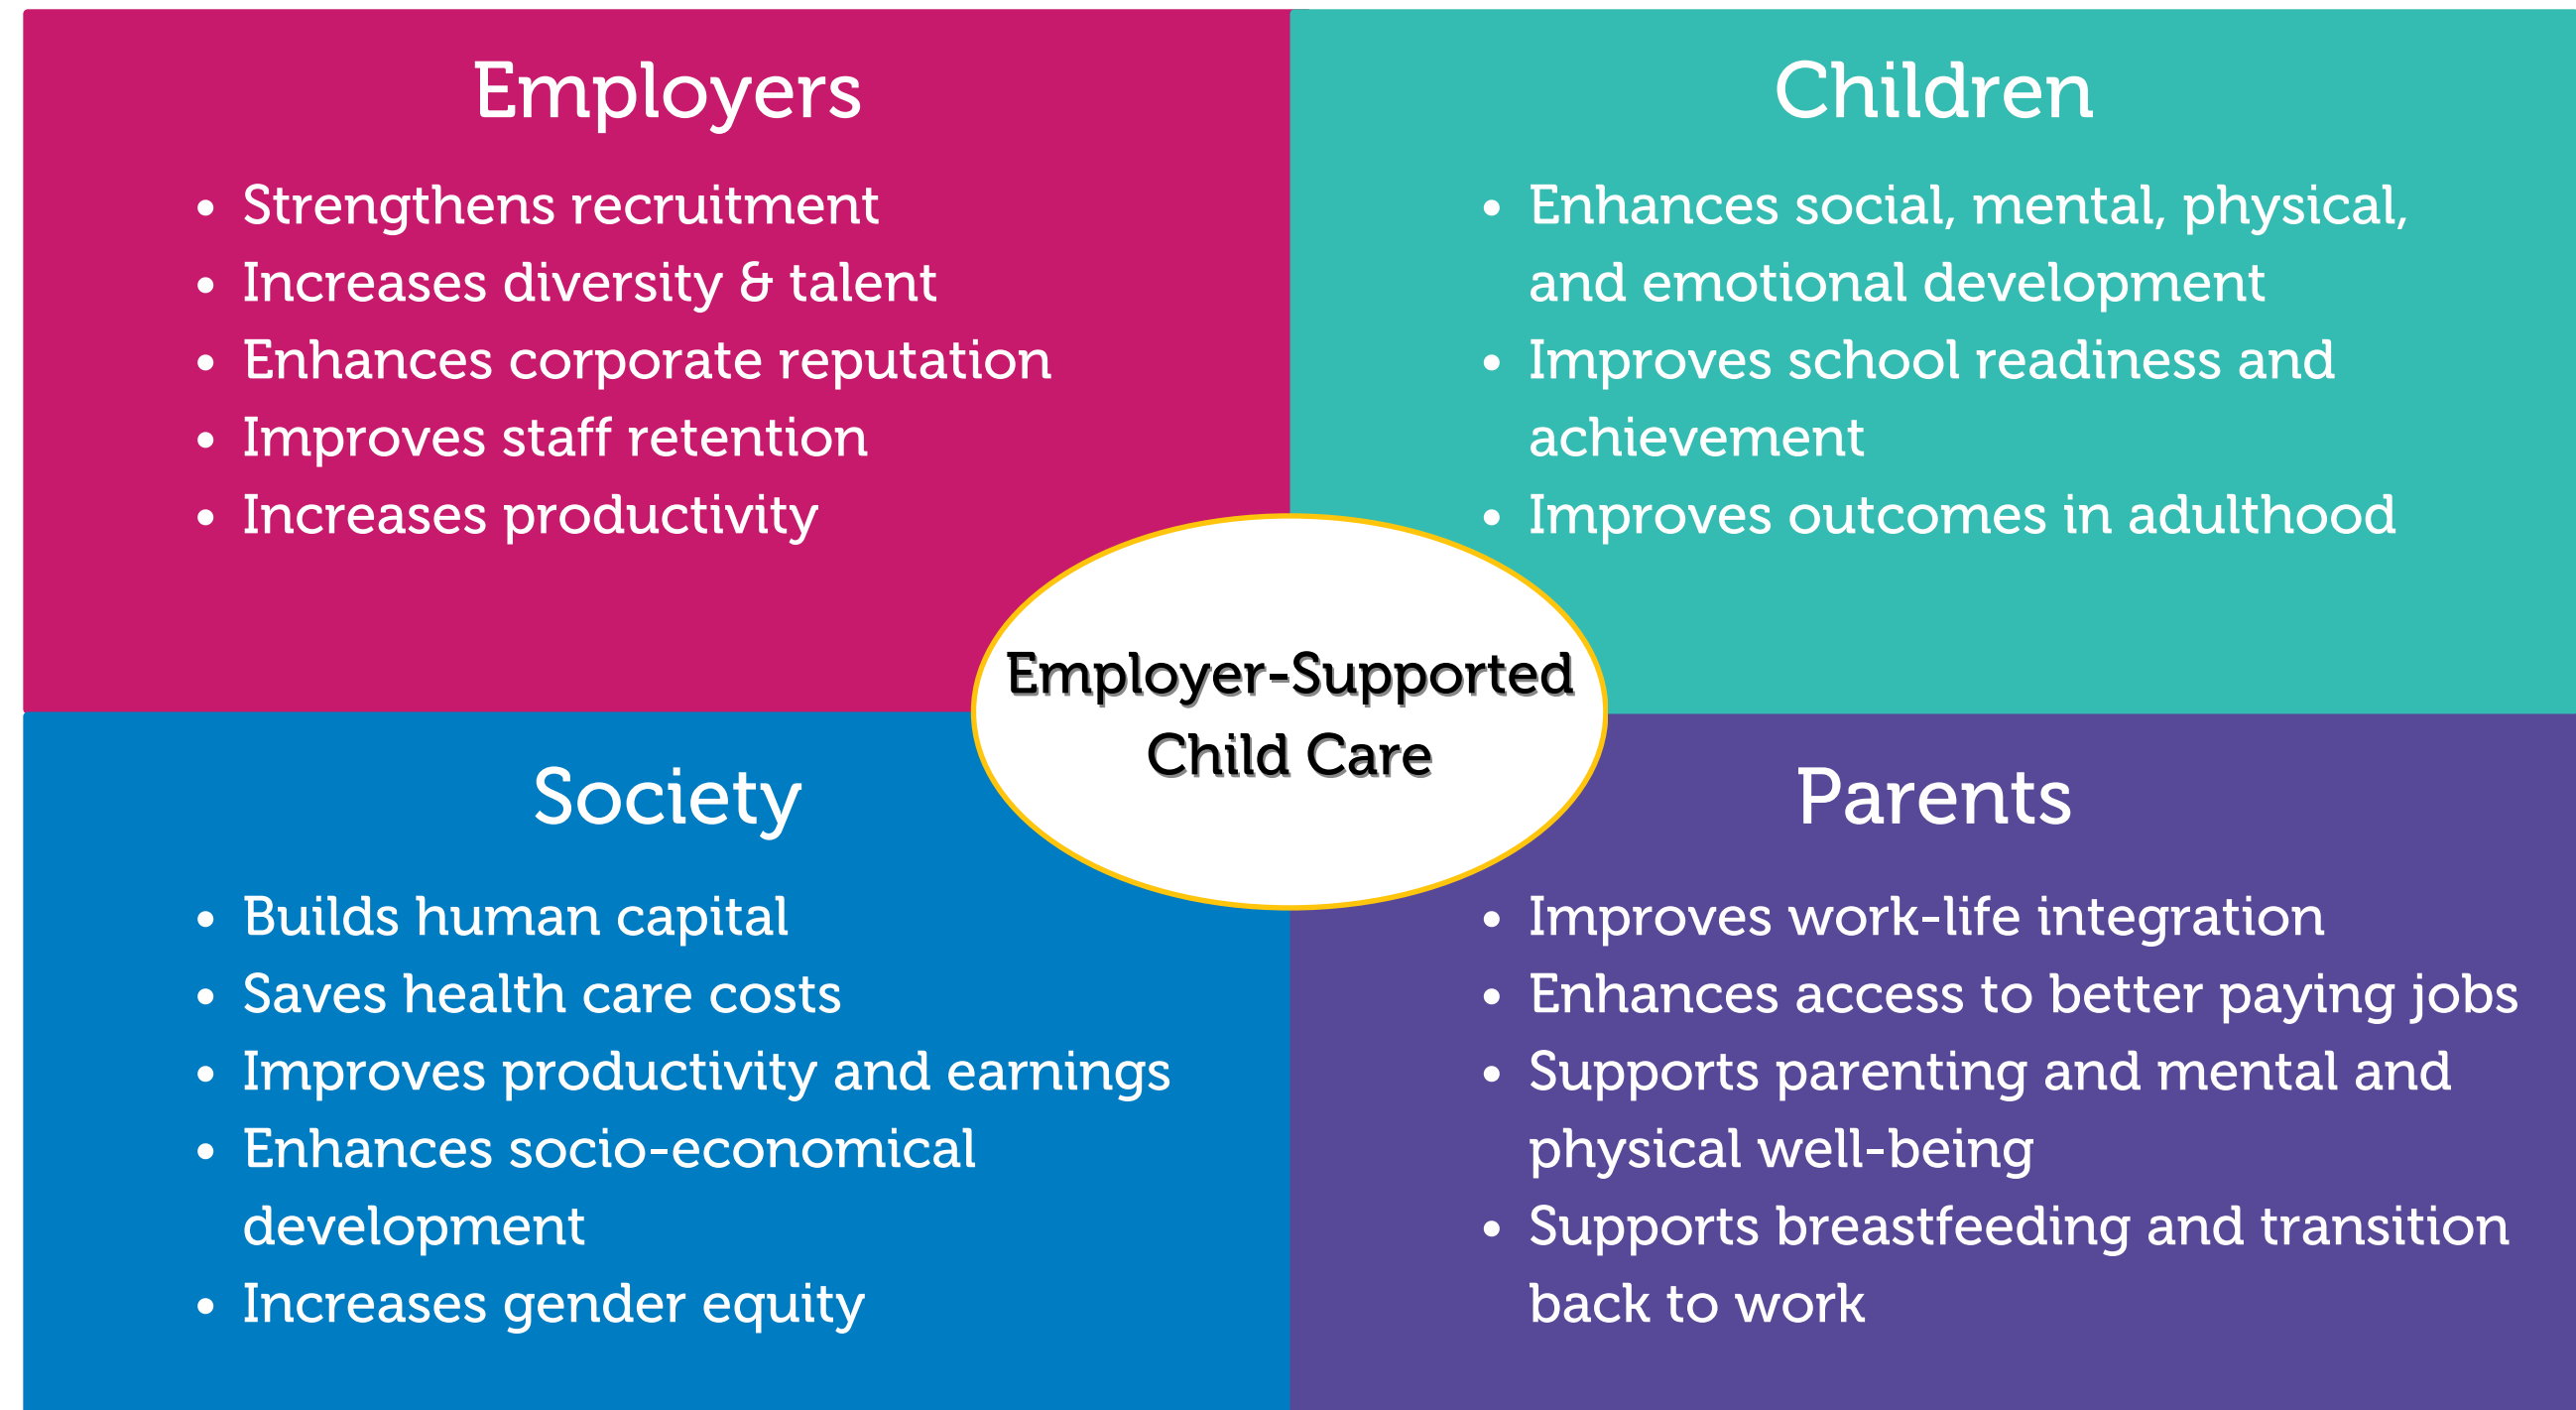 Employers
• Strengthens recruitment
• Increases diversity & talent
• Enhances corporate reputation
• Improves staff retention
• Increases productivity
Children
• Enhances social, mental, physical,
and emotional development
• Improves school readiness and
achievement
• Improves outcomes in adulthood
Employer-Supported
Child Care
Society
• Builds human capital
• Saves health care costs
• Improves productivity and earnings
• Enhances socio-economical
development
• Increases gender equity
Parents
• Improves work-life integration
• Enhances access to better paying jobs
• Supports parenting and mental and
physical well-being
• Supports breastfeeding and transition
back to work